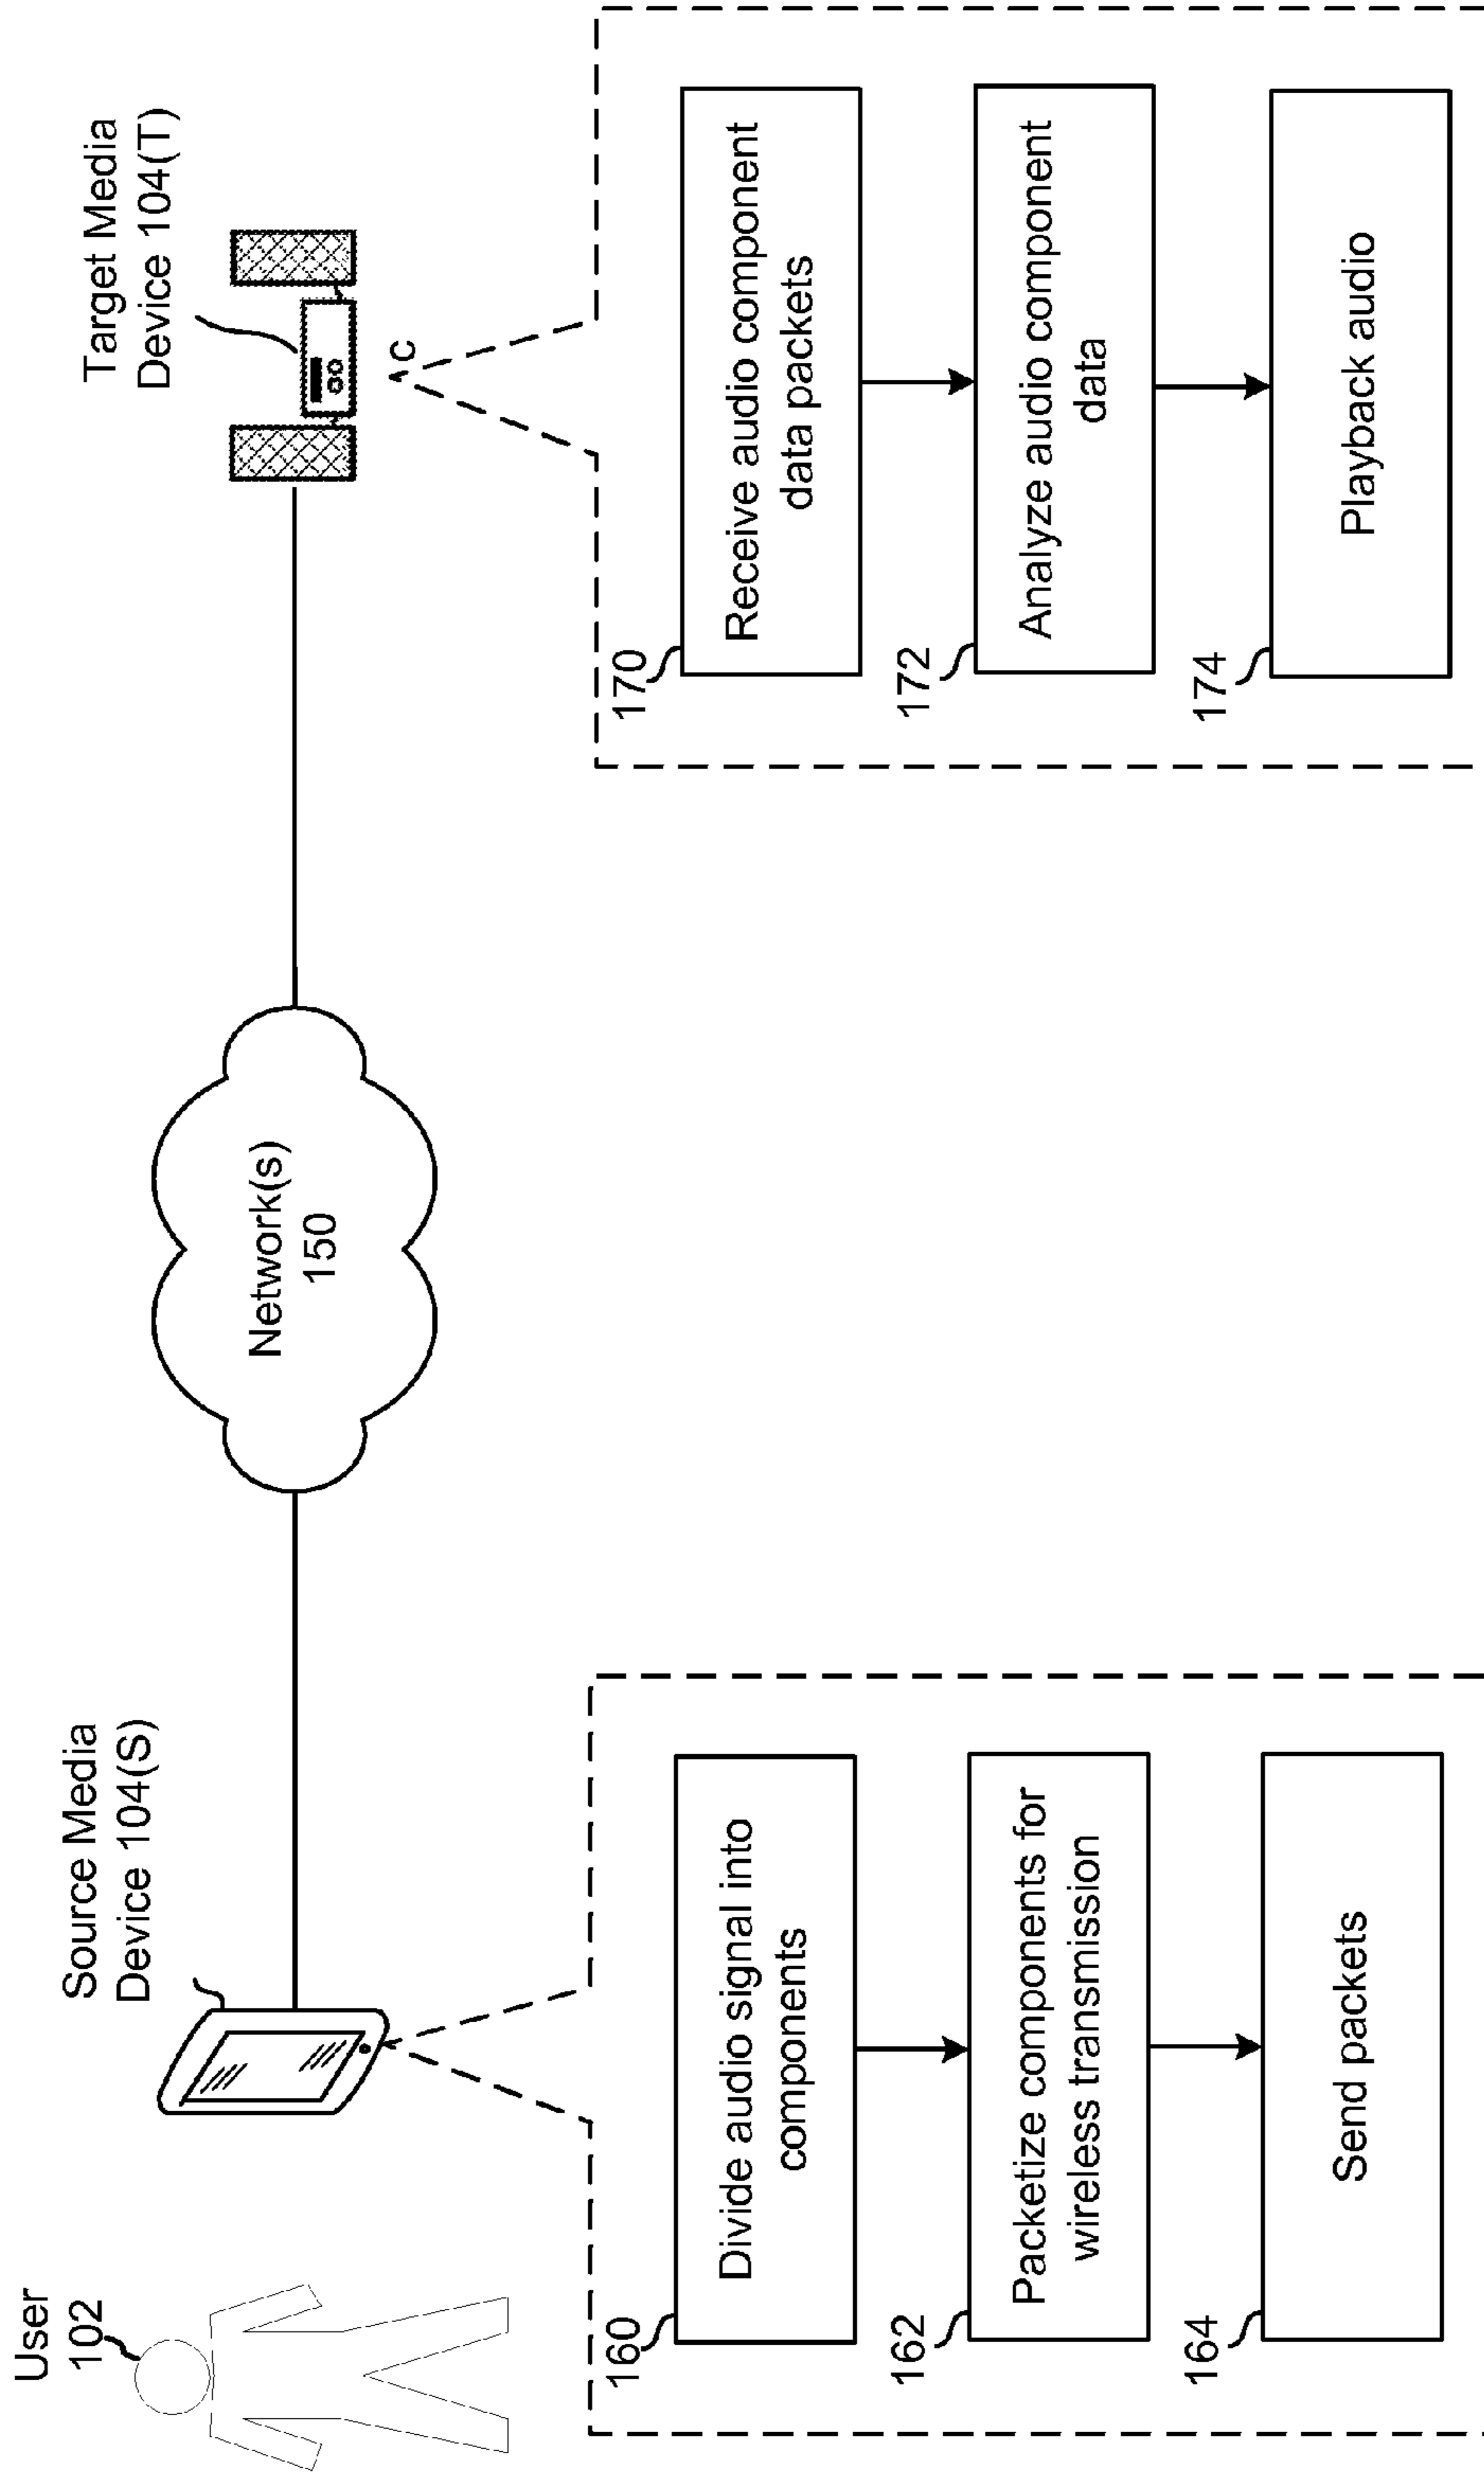 User
102
Source Media
Device 104(S)
Network(s)
150
Target Media
Device 104(T)
C
160
Divide audio signal into
components
162
Packetize components for
wireless transmission
164
Send packets
170
Receive audio component
data packets
172
Analyze audio component
data
174
Playback audio